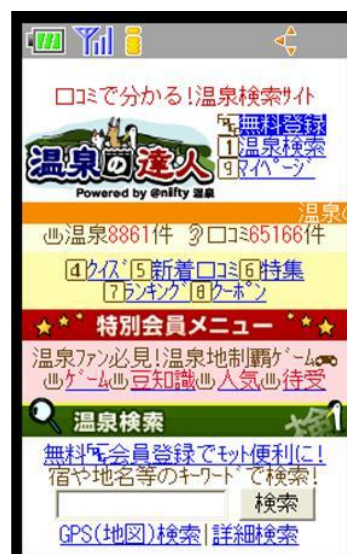 口コミで分かる!温泉検索サイト
無料登録
温泉の達人
1温泉検索
9マイページ
Powered by @nifty 温泉
温泉の
温泉8861件 口コミ65166件
4クイズ 5新着口コミ 6特集
7ランキング 8クーポン
特別会員メニュー
温泉ファン必見!温泉地制覇ゲーム
ゲーム 豆知識 人気 待受
温泉検索
無料会員登録でモット便利に!
宿や地名等のキーワードで検索!
検索
GPS(地図)検索|詳細検索